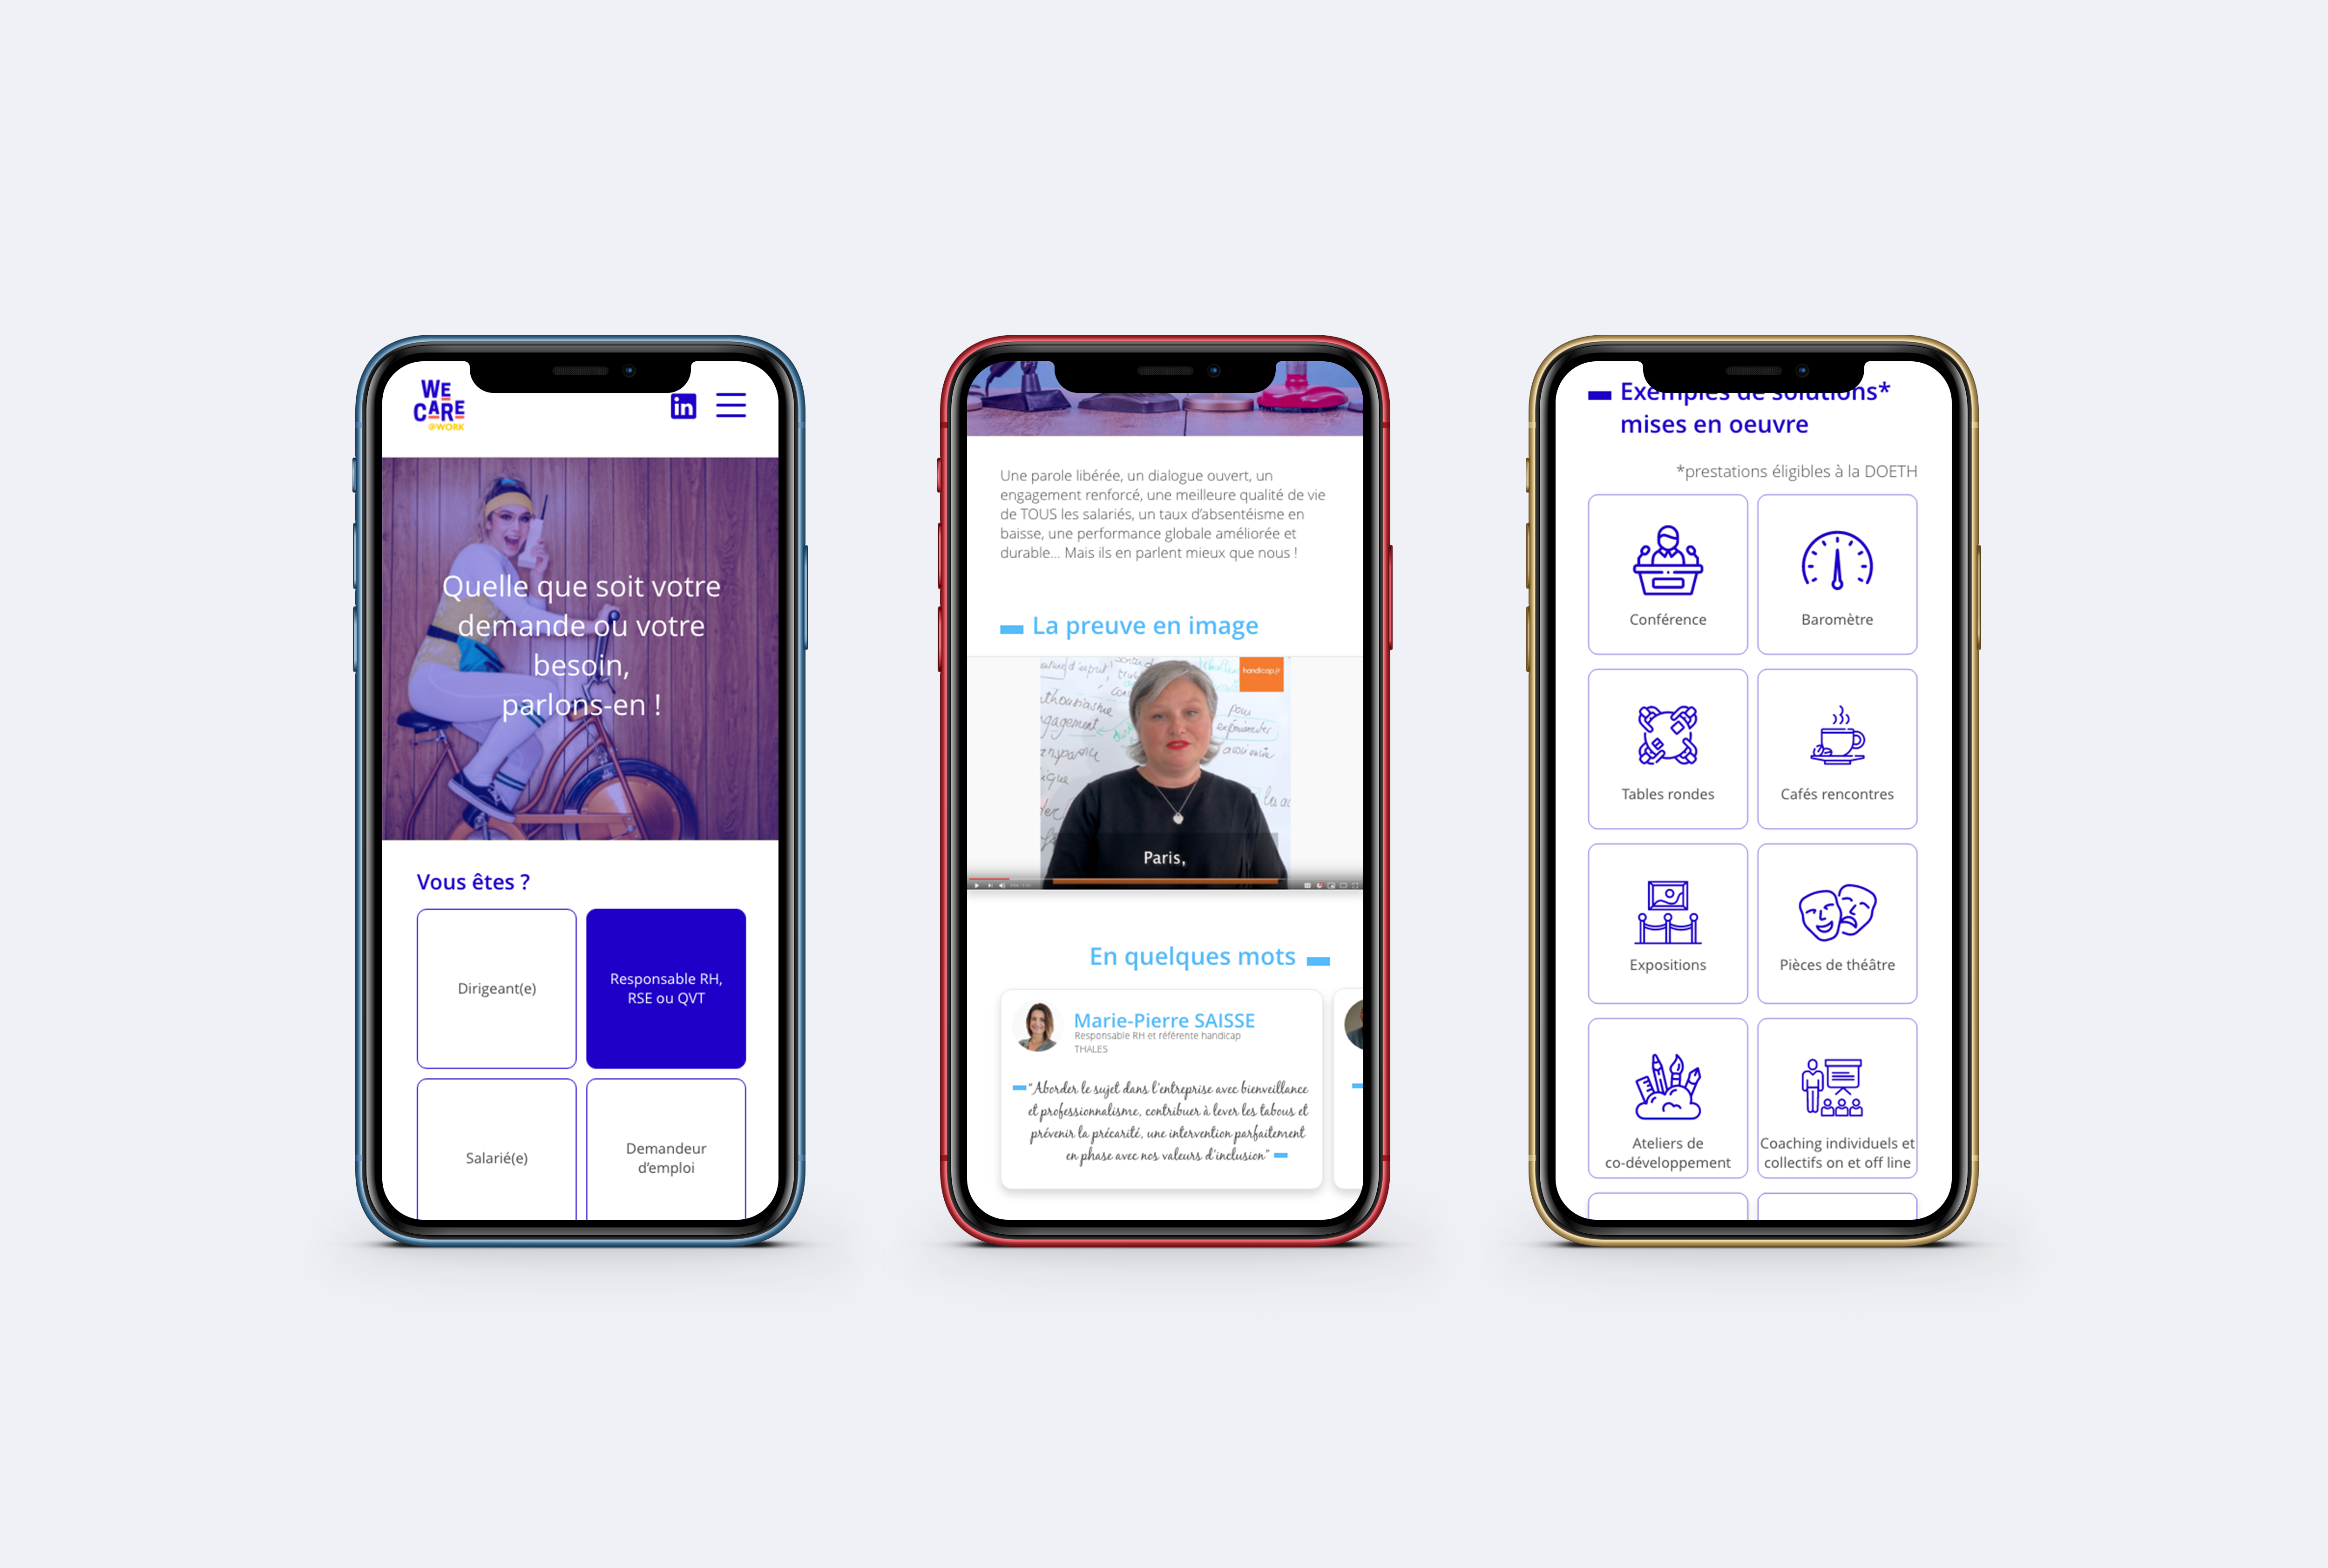 WE
CARE
@WORK
in
Quelle que soit votre
demande ou votre
besoin,
parlons-en !
Vous êtes ?
Dirigeant(e)
Responsable RH,
RSE ou QVT
Salarié(e)
Demandeur
d'emploi
Une parole libérée, un dialogue ouvert, un
engagement renforcé, une meilleure qualité de vie
de TOUS les salariés, un taux d'absentéisme en
baisse, une performance globale améliorée et
durable... Mais ils en parlent mieux que nous !
La preuve en image
handicap.fr
pour
expérimenter
Paris,
En quelques mots
Marie-Pierre SAISSE
Responsable RH et référente handicap
THALES
"Aborder le sujet dans l'entreprise avec bienveillance
et professionnalisme, contribuer à lever les tabous et
prévenir la précarité, une intervention parfaitement
en phase avec nos valeurs d'inclusion"
Exemples de solutions*
mises en oeuvre
*prestations éligibles à la DOETH
Conférence
Baromètre
Tables rondes
Cafés rencontres
Expositions
Pièces de théâtre
Ateliers de
co-développement
Coaching individuels et
collectifs on et off line